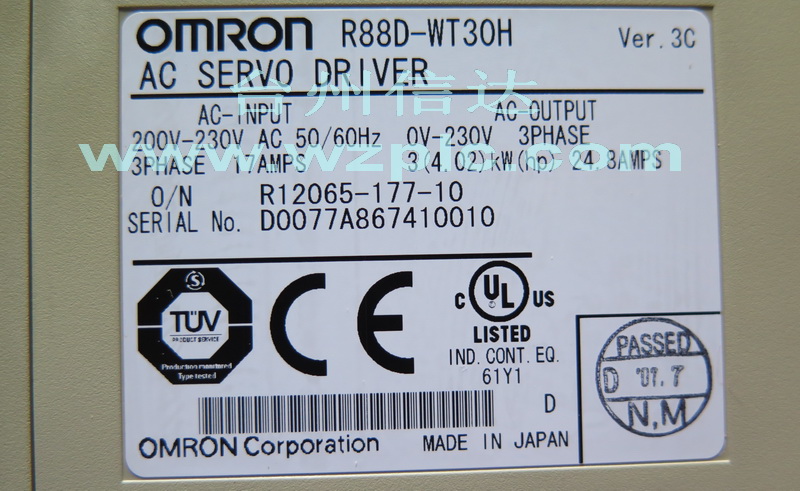 OMRON R88D-WT30H Ver.3C
AC SERVO DRIVER
台州信达
AC-INPUT AC-OUTPUT
200V-230V AC 50/60Hz 0V-230V 3PHASE
www.wzplc.com
3PHASE 17AMPS 3(4.02)kW(hp) 24.8AMPS
O/N R12065-177-10
SERIAL No. D0077A867410010
S
TÜV
PRODUCT SERVICE
Production monitored
Type tested
CE
C UL US
LISTED
IND. CONT. EQ.
61Y1
D
PASSED
D '07.7
N,M
OMRON Corporation MADE IN JAPAN